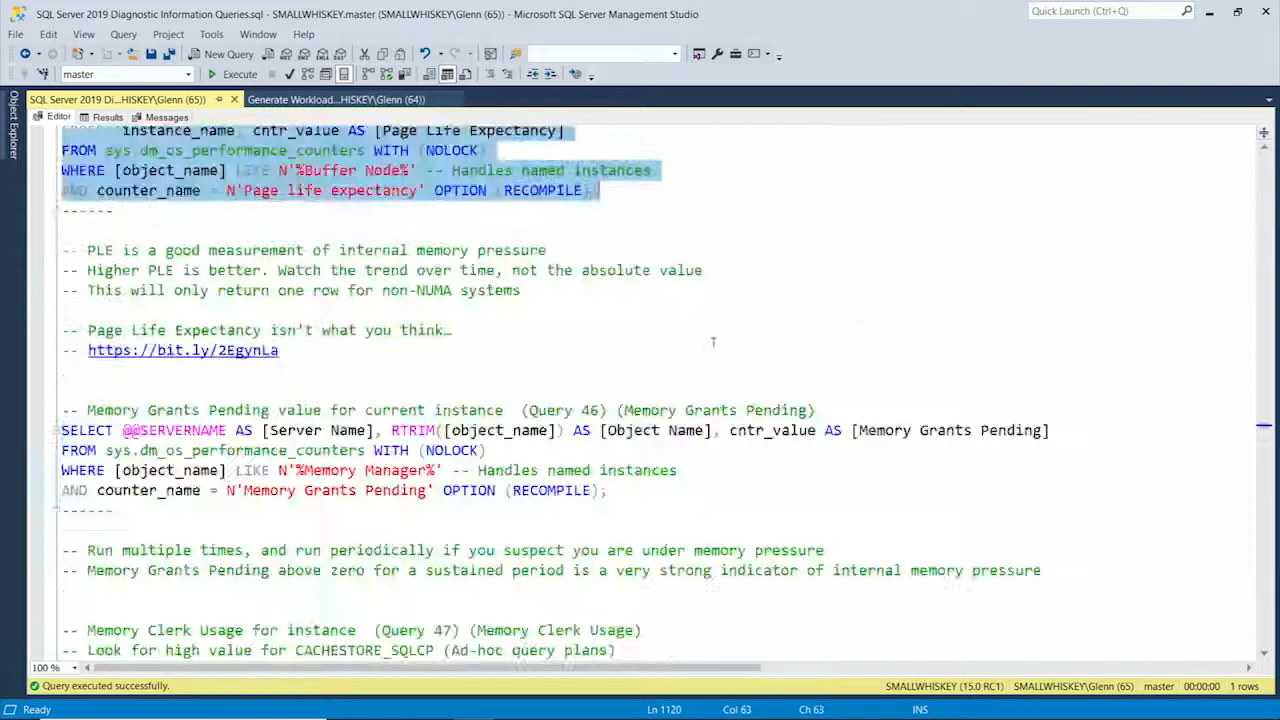 SQL Server 2019 Diagnostic Information Queries.sql - SMALLWHISKEY.master (SMALLWHISKEY\Glenn (65)) - Microsoft SQL Server Management Studio
Quick Launch (Ctrl+Q)
File Edit View Query Project Tools Window Help
New Query
master
Execute
Object Explorer
SQL Server 2019 Di...HISKEY\Glenn (65))
Generate Workload...HISKEY\Glenn (64))
Editor Results Messages
instance_name, cntr_value AS [Page Life Expectancy]
FROM sys.dm_os_performance_counters WITH (NOLOCK)
WHERE [object_name] LIKE N'%Buffer Node%' -- Handles named instances
AND counter_name = N'Page life expectancy' OPTION (RECOMPILE);
------
-- PLE is a good measurement of internal memory pressure
-- Higher PLE is better. Watch the trend over time, not the absolute value
-- This will only return one row for non-NUMA systems
-- Page Life Expectancy isn't what you think…
-- https://bit.ly/2EgynLa
-- Memory Grants Pending value for current instance (Query 46) (Memory Grants Pending)
SELECT @@SERVERNAME AS [Server Name], RTRIM([object_name]) AS [Object Name], cntr_value AS [Memory Grants Pending]
FROM sys.dm_os_performance_counters WITH (NOLOCK)
WHERE [object_name] LIKE N'%Memory Manager%' -- Handles named instances
AND counter_name = N'Memory Grants Pending' OPTION (RECOMPILE);
------
-- Run multiple times, and run periodically if you suspect you are under memory pressure
-- Memory Grants Pending above zero for a sustained period is a very strong indicator of internal memory pressure
-- Memory Clerk Usage for instance (Query 47) (Memory Clerk Usage)
-- Look for high value for CACHESTORE_SQLCP (Ad-hoc query plans)
100 %
Query executed successfully.
SMALLWHISKEY (15.0 RC1) SMALLWHISKEY\Glenn (65) master 00:00:00 1 rows
Ready
Ln 1120 Col 63 Ch 63 INS